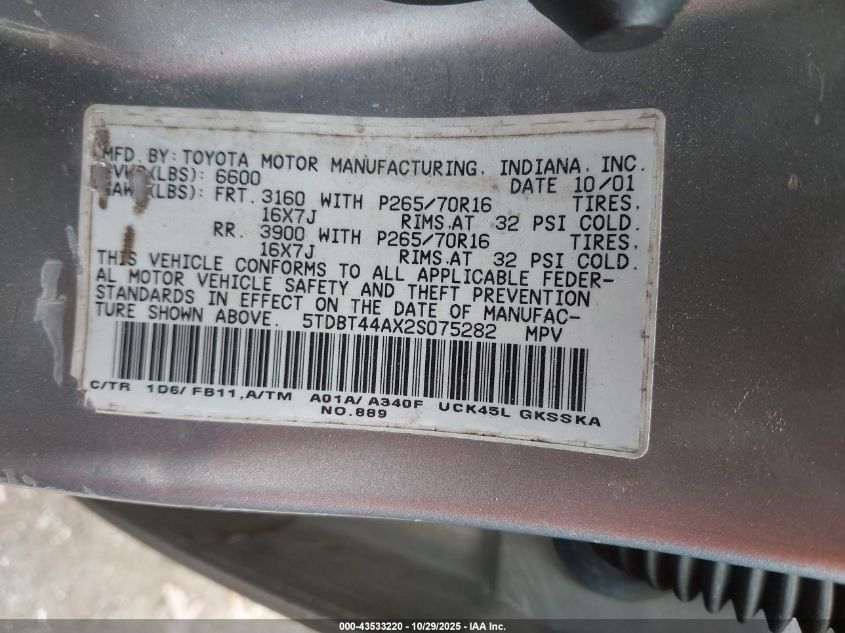 MFD. BY: TOYOTA MOTOR MANUFACTURING, INDIANA, INC.
GVWR(LBS): 6600 DATE 10/01
GAWR(LBS): FRT. 3160 WITH P265/70R16 TIRES,
16X7J RIMS.AT 32 PSI COLD.
RR. 3900 WITH P265/70R16 TIRES,
16X7J RIMS.AT 32 PSI COLD.
THIS VEHICLE CONFORMS TO ALL APPLICABLE FEDER-
AL MOTOR VEHICLE SAFETY AND THEFT PREVENTION
STANDARDS IN EFFECT ON THE DATE OF MANUFAC-
TURE SHOWN ABOVE. 5TDBT44AX2S075282 MPV
C/TR 1D6/ FB11,A/TM A01A/ A340F UCK45L GKSSKA
NO.889
000-43533220 - 10/29/2025 - IAA Inc.